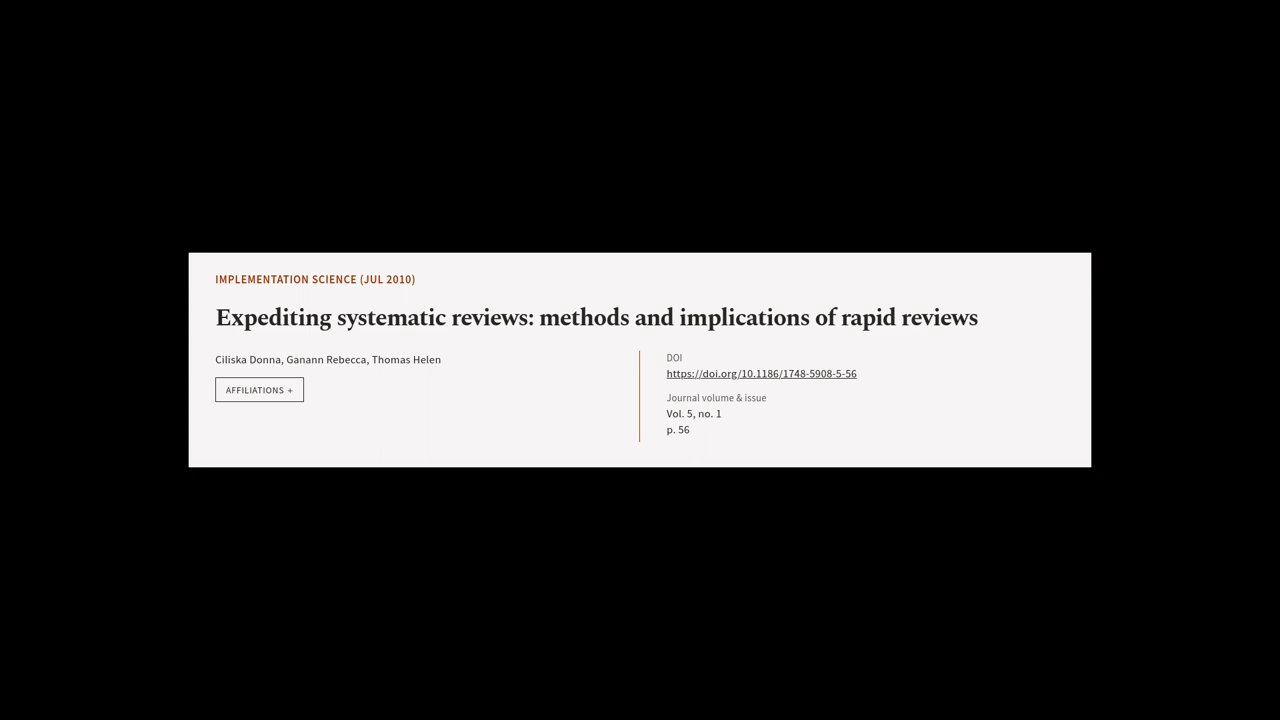 IMPLEMENTATION SCIENCE (JUL 2010)
Expediting systematic reviews: methods and implications of rapid reviews
Ciliska Donna, Ganann Rebecca, Thomas Helen
AFFILIATIONS +
DOI
https://doi.org/10.1186/1748-5908-5-56
Journal volume & issue
Vol. 5, no. 1
p. 56